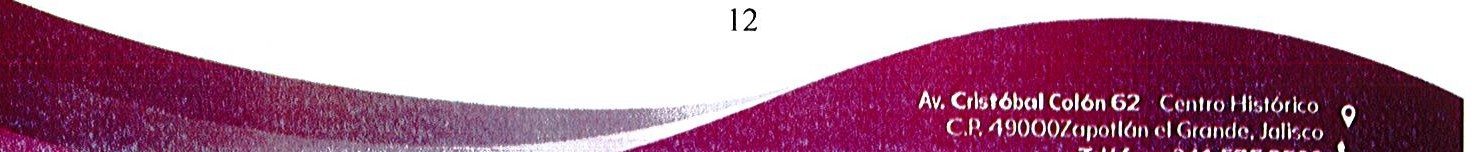 12
Av. Cristóbal Colón 62 Centro Histórico
C.P. 49000Zapotlán el Grande, Jalisco